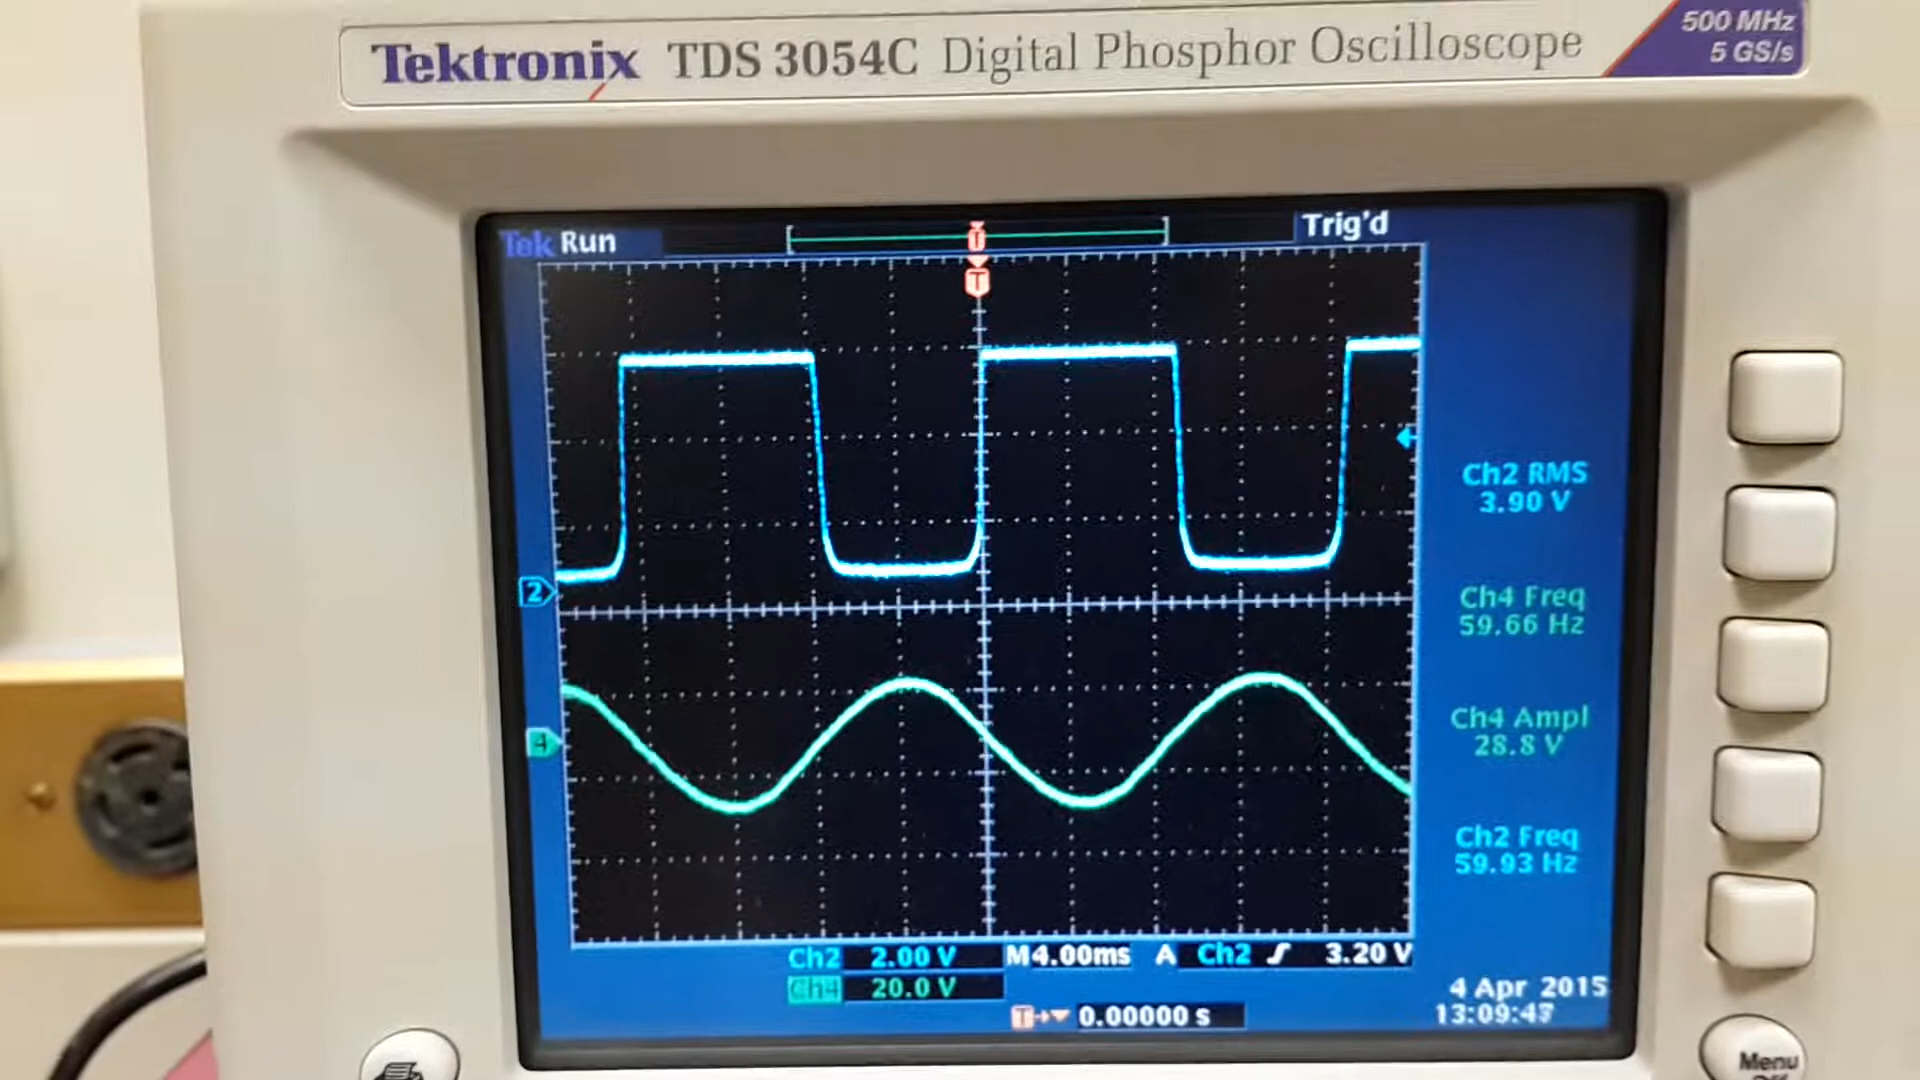 Tektronix TDS 3054C Digital Phosphor Oscilloscope
500 MHz
5 GS/s
Tek Run
Trig'd
T
T
2
4
Ch2 RMS
3.90 V
Ch4 Freq
59.66 Hz
Ch4 Ampl
28.8 V
Ch2 Freq
59.93 Hz
Ch2 2.00 V M4.00ms A Ch2 3.20 V
Ch4 20.0 V
T 0.00000 s
4 Apr 2015
Menu